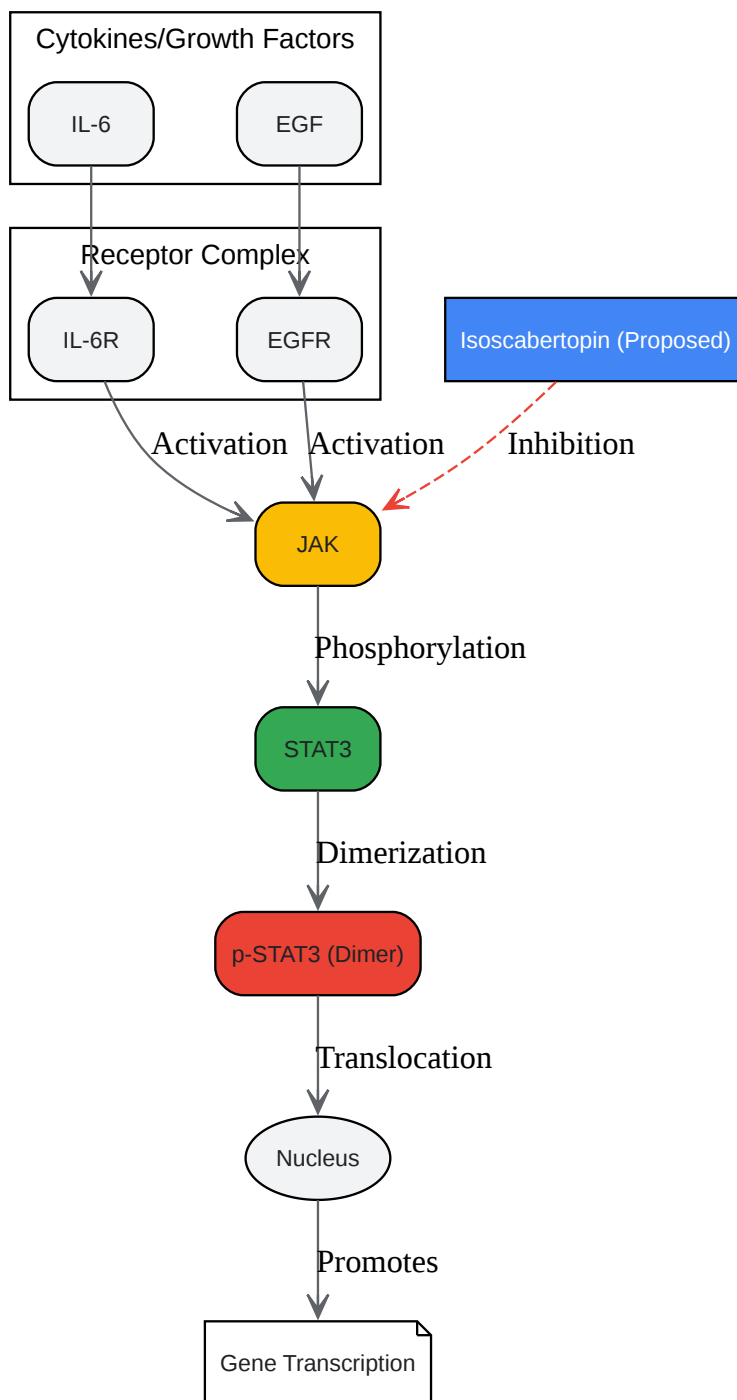 Cytokines/Growth Factors
IL-6
EGF
Receptor Complex
IL-6R
EGFR
Isoscabertopin (Proposed)
Activation
Activation
Inhibition
JAK
Phosphorylation
STAT3
Dimerization
p-STAT3 (Dimer)
Translocation
Nucleus
Promotes
Gene Transcription